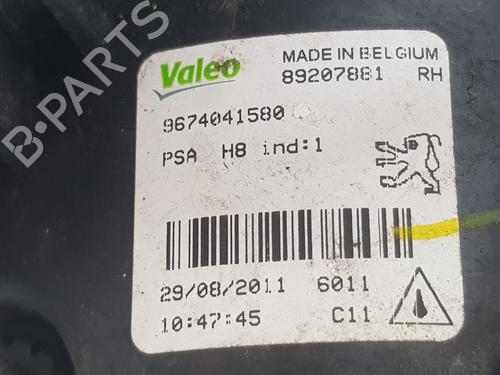 Valeo
MADE IN BELGIUM
89207881 RH
9674041580
PSA H8 ind:1
29/08/2011 6011
10:47:45 C11
B-PARTS